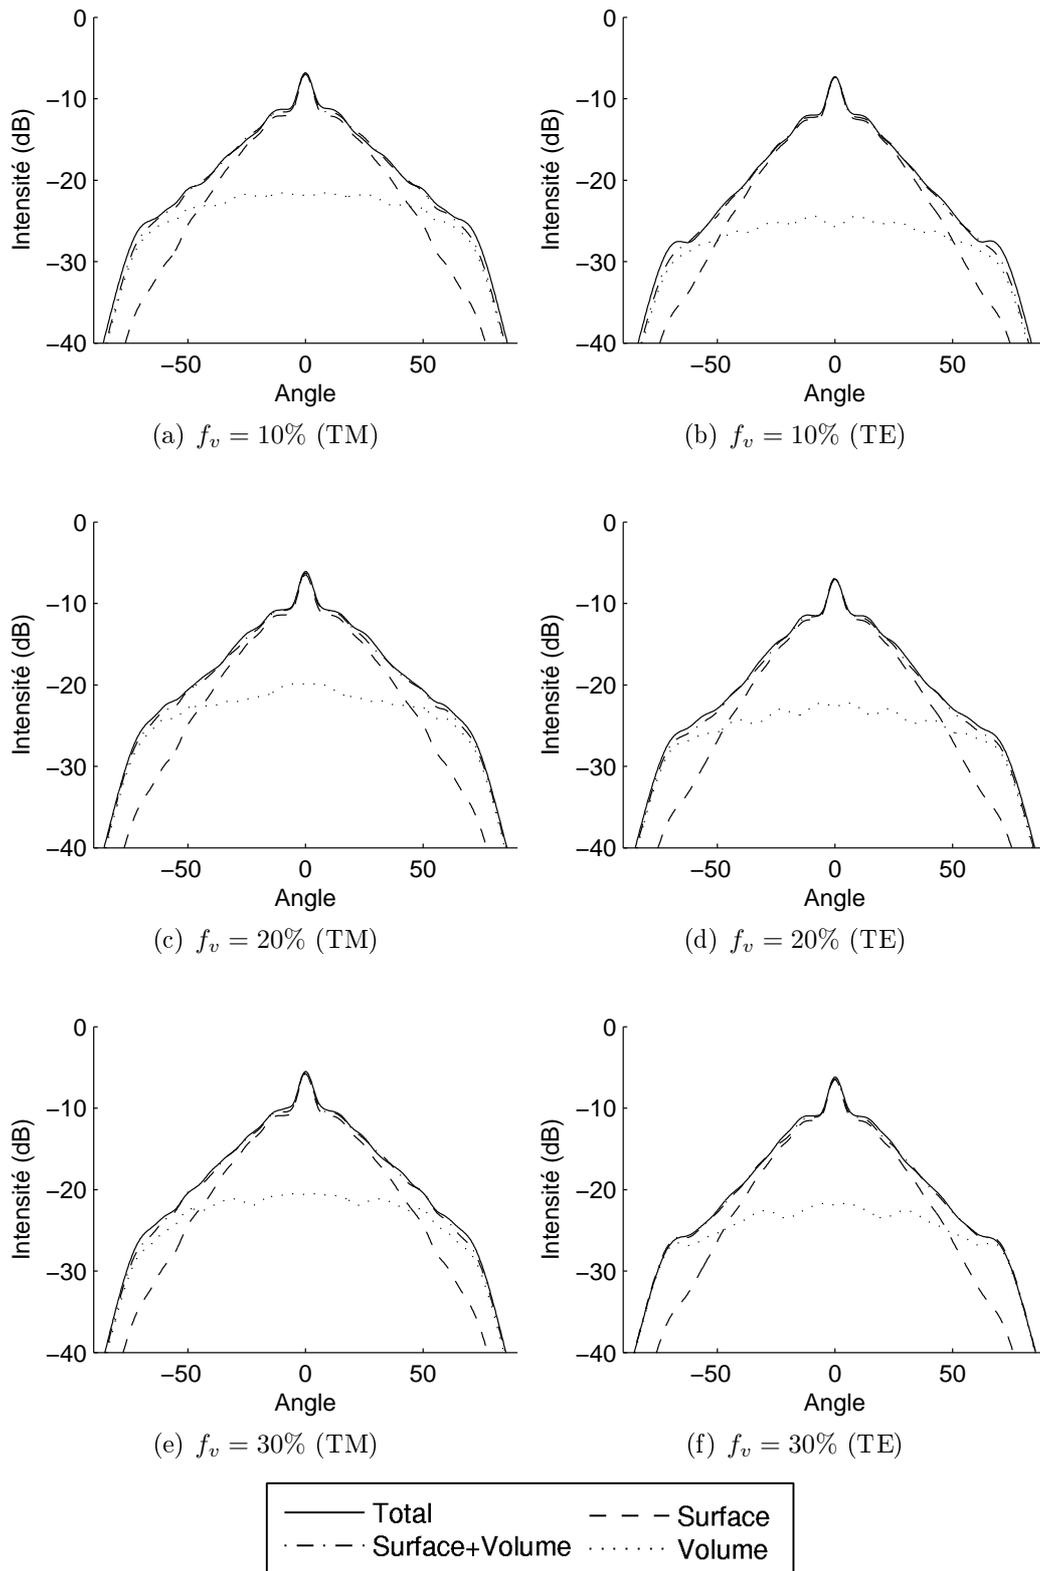 0
−10
−20
−30
−40
−50 0 50
Angle
Intensité (dB)
(a) f_v = 10% (TM)
0
−10
−20
−30
−40
−50 0 50
Angle
Intensité (dB)
(b) f_v = 10% (TE)
0
−10
−20
−30
−40
−50 0 50
Angle
Intensité (dB)
(c) f_v = 20% (TM)
0
−10
−20
−30
−40
−50 0 50
Angle
Intensité (dB)
(d) f_v = 20% (TE)
0
−10
−20
−30
−40
−50 0 50
Angle
Intensité (dB)
(e) f_v = 30% (TM)
0
−10
−20
−30
−40
−50 0 50
Angle
Intensité (dB)
(f) f_v = 30% (TE)
Total
Surface
Surface+Volume
Volume